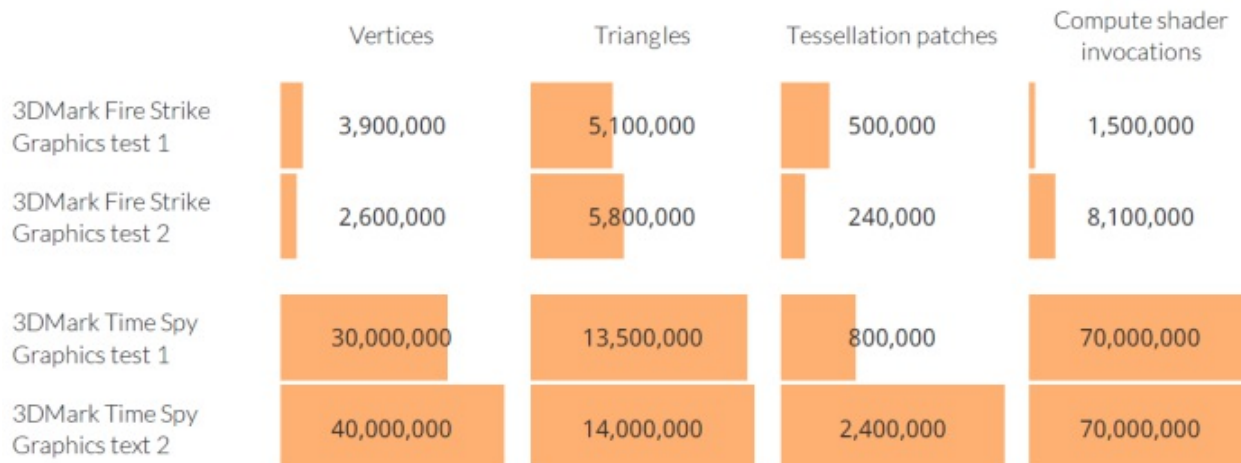 Vertices Triangles Tessellation patches Compute shader
invocations
3DMark Fire Strike
Graphics test 1
3,900,000 5,100,000 500,000 1,500,000
3DMark Fire Strike
Graphics test 2
2,600,000 5,800,000 240,000 8,100,000
3DMark Time Spy
Graphics test 1
30,000,000 13,500,000 800,000 70,000,000
3DMark Time Spy
Graphics text 2
40,000,000 14,000,000 2,400,000 70,000,000